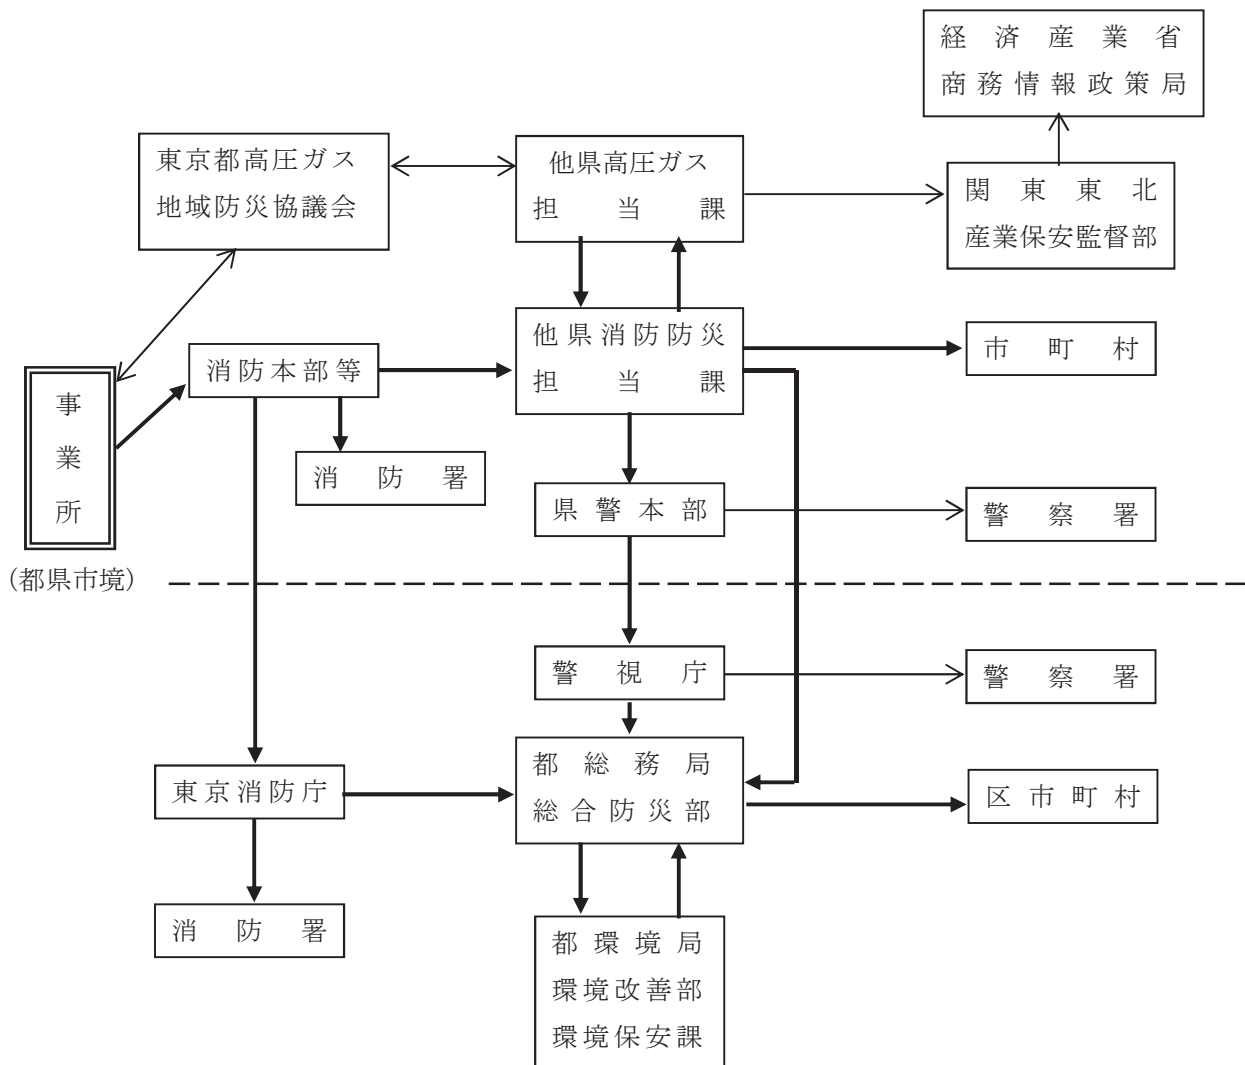 経済産業省
商務情報政策局
東京都高圧ガス
地域防災協議会
他県高圧ガス
担当課
関東東北
産業保安監督部
他県消防防災
担当課
市町村
消防本部等
事
業
所
消防署
県警本部
警察署
(都県市境)
警視庁
警察署
都総務局
総合防災部
東京消防庁
区市町村
消防署
都環境局
環境改善部
環境保安課